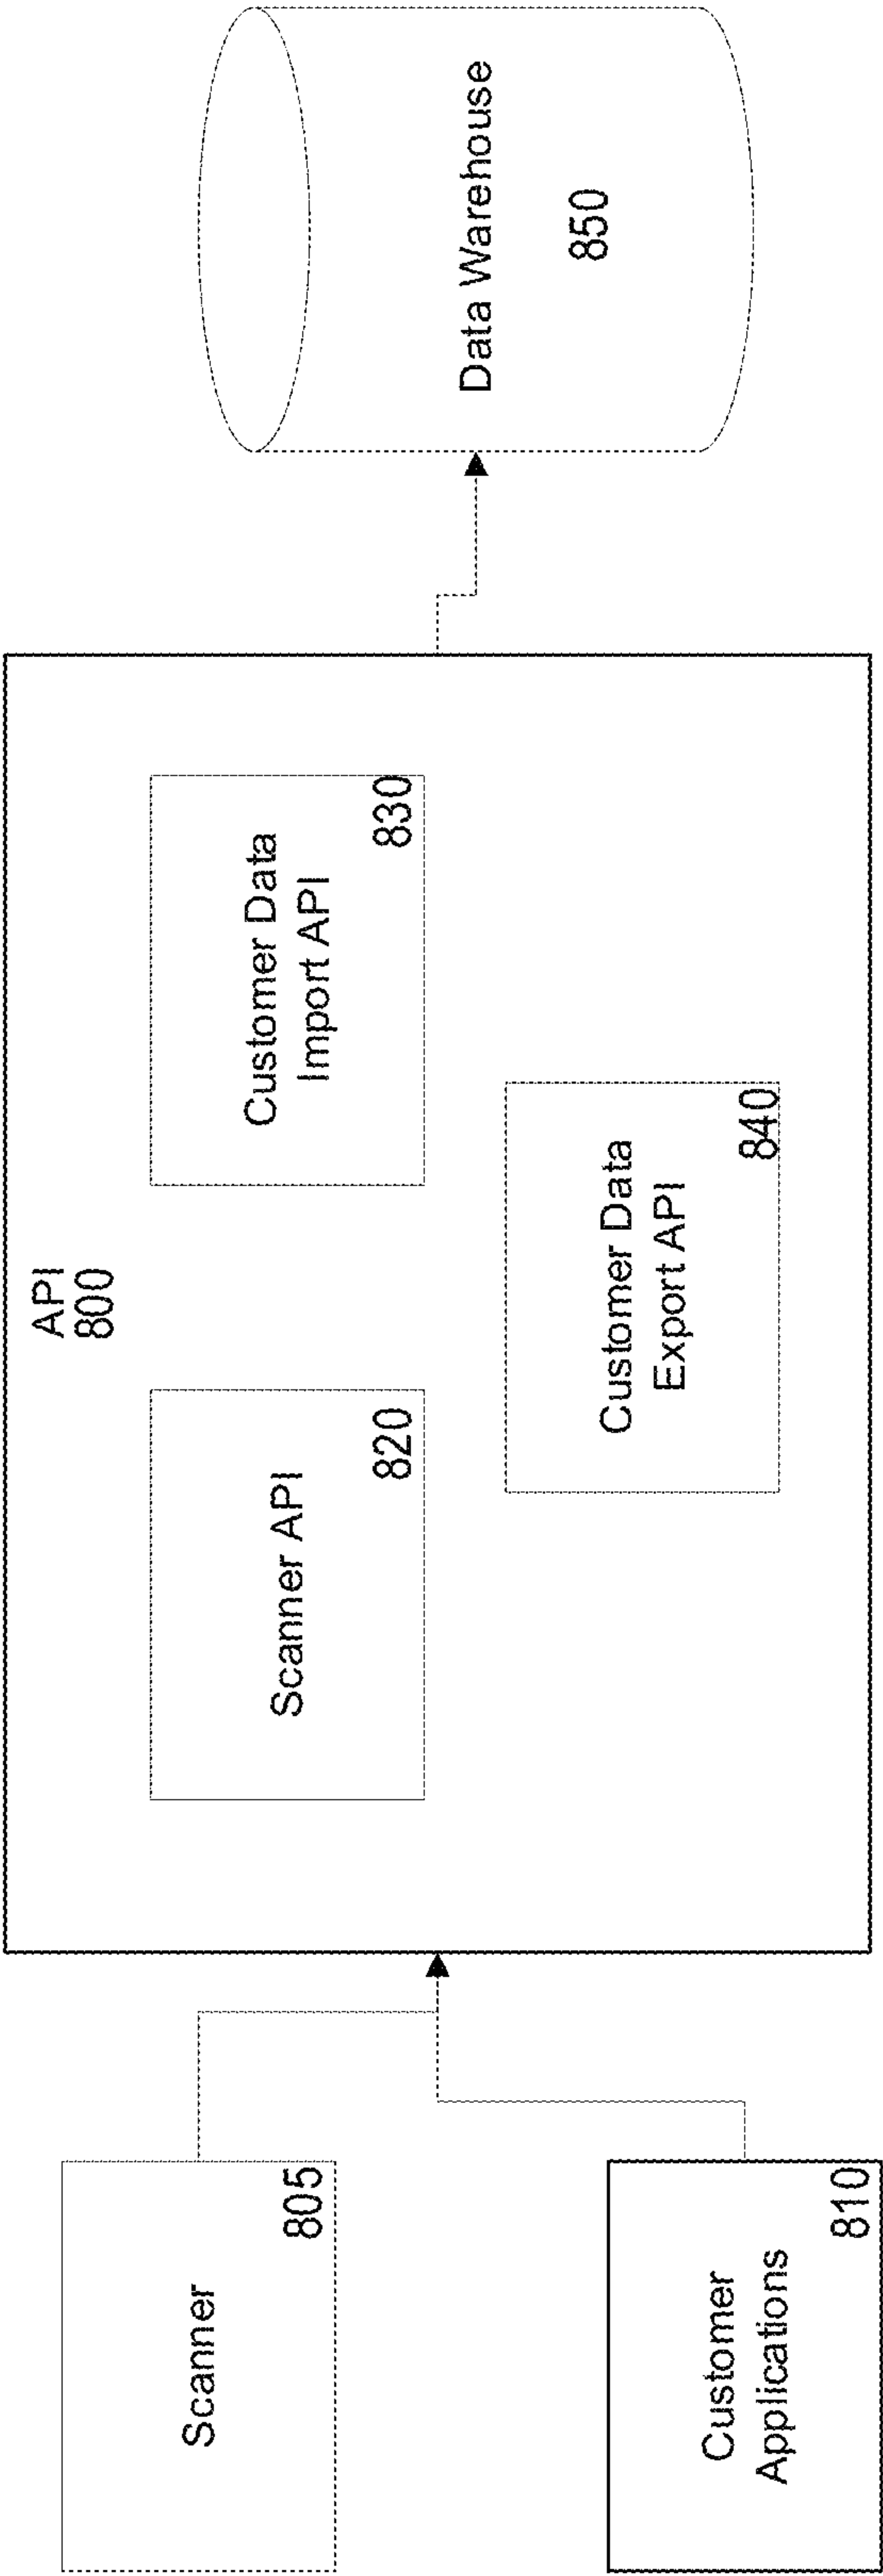 Scanner
805
Customer
Applications
810
API
800
Scanner API
820
Customer Data
Import API
830
Customer Data
Export API
840
Data Warehouse
850